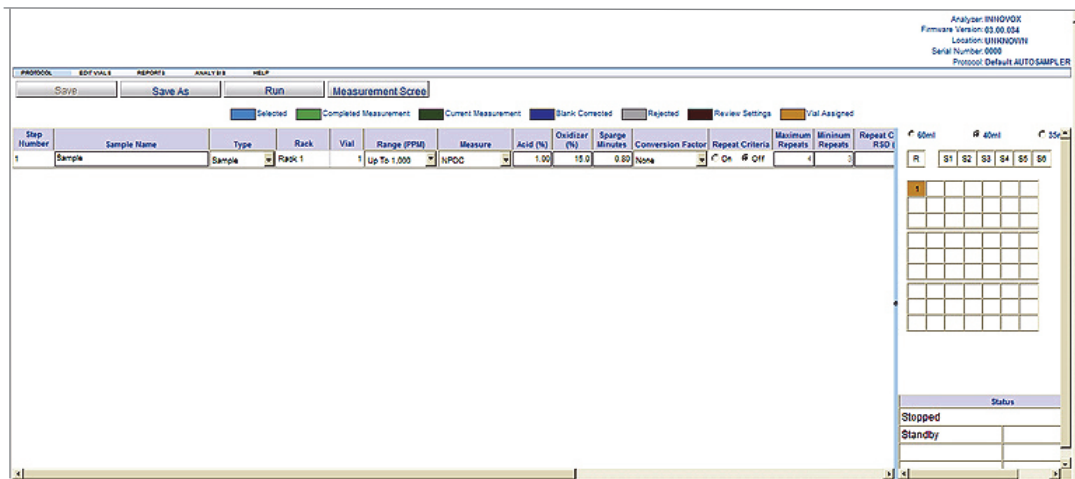 Analyzer: INNOVOX
Firmware Version: 03.00.034
Location: UNKNOWN
Serial Number: 0000
Protocol: Default AUTOSAMPLER
PROTOCOL EDIT VIALS REPORTS ANALYSIS HELP
Save Save As Run Measurement Scree
Selected Completed Measurement Current Measurement Blank Corrected Rejected Review Settings Vial Assigned
Step Number Sample Name Type Rack Vial Range (PPM) Measure Acid (%) Oxidizer (%) Sparge Minutes Conversion Factor Repeat Criteria Maximum Repeats Mininum Repeats Repeat C RSD (
1 Sample Sample Rack 1 1 Up To 1,000 NPOC 1.00 15.0 0.80 None On Off 4 3
60ml 40ml 35
R S1 S2 S3 S4 S5 S6
1
Status
Stopped
Standby